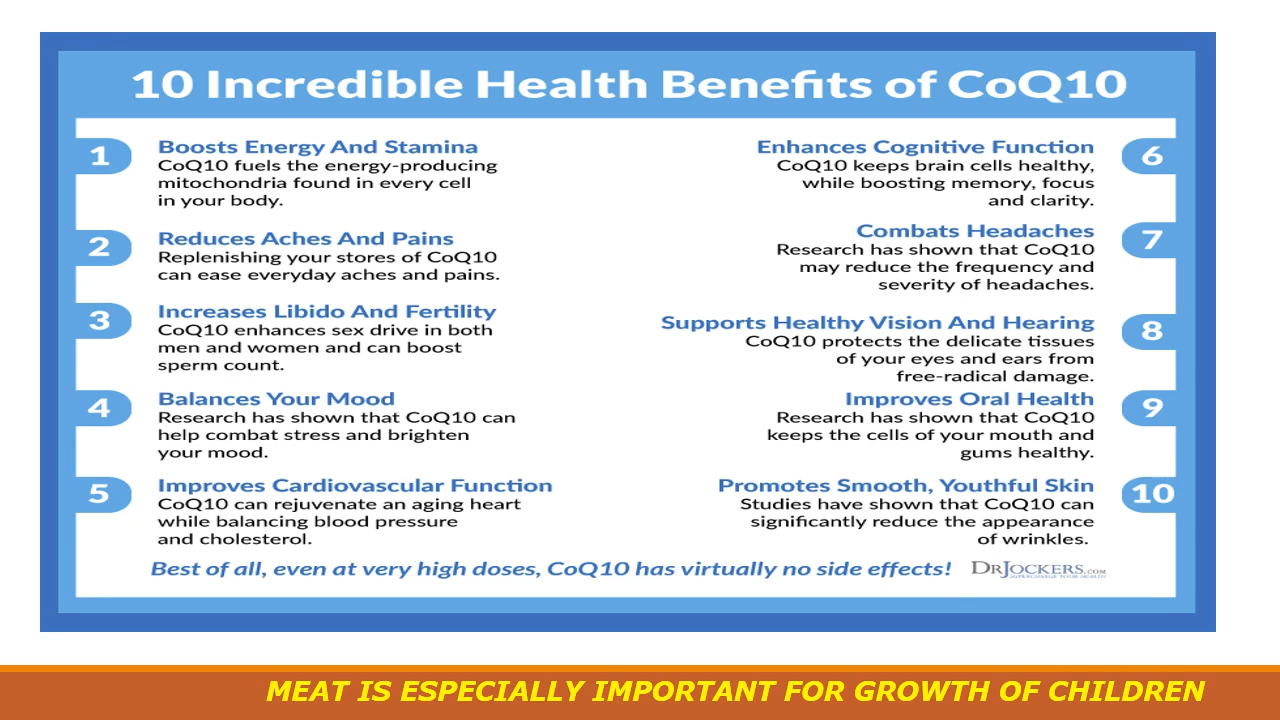 10 Incredible Health Benefits of CoQ10
1
Boosts Energy And Stamina
CoQ10 fuels the energy-producing
mitochondria found in every cell
in your body.
2
Reduces Aches And Pains
Replenishing your stores of CoQ10
can ease everyday aches and pains.
3
Increases Libido And Fertility
CoQ10 enhances sex drive in both
men and women and can boost
sperm count.
4
Balances Your Mood
Research has shown that CoQ10 can
help combat stress and brighten
your mood.
5
Improves Cardiovascular Function
CoQ10 can rejuvenate an aging heart
while balancing blood pressure
and cholesterol.
Enhances Cognitive Function
6
CoQ10 keeps brain cells healthy,
while boosting memory, focus
and clarity.
Combats Headaches
7
Research has shown that CoQ10
may reduce the frequency and
severity of headaches.
Supports Healthy Vision And Hearing
8
CoQ10 protects the delicate tissues
of your eyes and ears from
free-radical damage.
Improves Oral Health
9
Research has shown that CoQ10
keeps the cells of your mouth and
gums healthy.
Promotes Smooth, Youthful Skin
10
Studies have shown that CoQ10 can
significantly reduce the appearance
of wrinkles.
Best of all, even at very high doses, CoQ10 has virtually no side effects!
DRJOCKERS.COM
SUPERCHARGE YOUR HEALTH
MEAT IS ESPECIALLY IMPORTANT FOR GROWTH OF CHILDREN